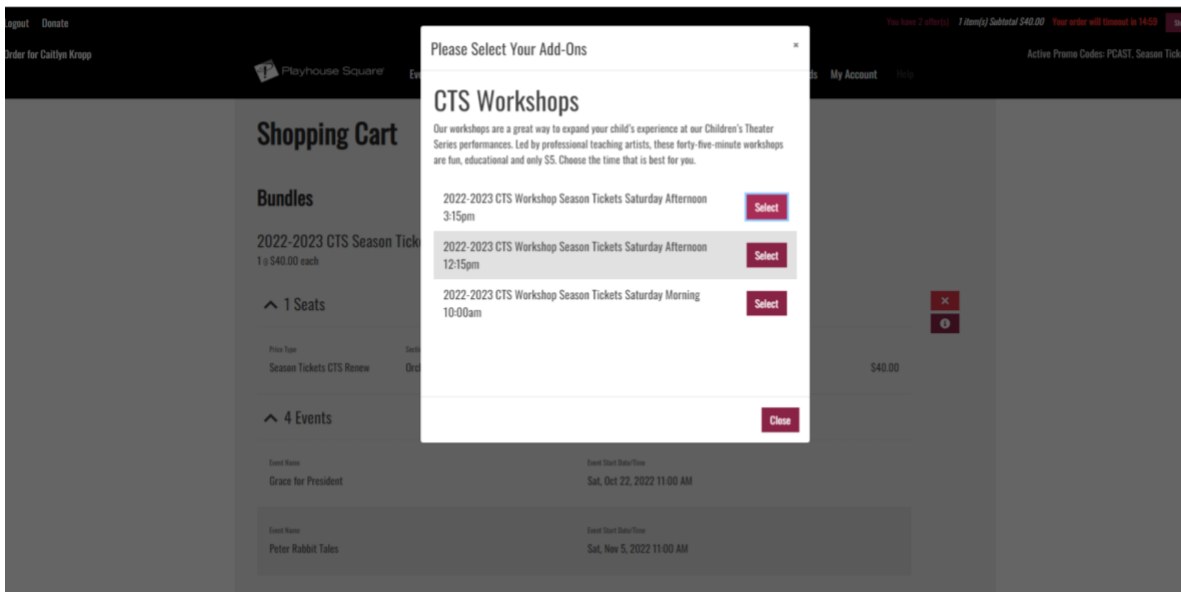 Logout Donate
You have 2 offer(s) 1 item(s) Subtotal $40.00 Your order will timeout in 14:59
Order for Caitlyn Kropp
Active Promo Codes: PCAST, Season Tick
Playhouse Square
My Account Help
Please Select Your Add-Ons ×
CTS Workshops
Our workshops are a great way to expand your child's experience at our Children's Theater
Series performances. Led by professional teaching artists, these forty-five-minute workshops
are fun, educational and only $5. Choose the time that is best for you.
2022-2023 CTS Workshop Season Tickets Saturday Afternoon
3:15pm
Select
2022-2023 CTS Workshop Season Tickets Saturday Afternoon
12:15pm
Select
2022-2023 CTS Workshop Season Tickets Saturday Morning
10:00am
Select
Close
Shopping Cart
Bundles
2022-2023 CTS Season Ticke
1 @ $40.00 each
1 Seats
Price Type
Season Tickets CTS Renew
$40.00
4 Events
Event Name Event Start Date/Time
Grace for President Sat, Oct 22, 2022 11:00 AM
Event Name Event Start Date/Time
Peter Rabbit Tales Sat, Nov 5, 2022 11:00 AM